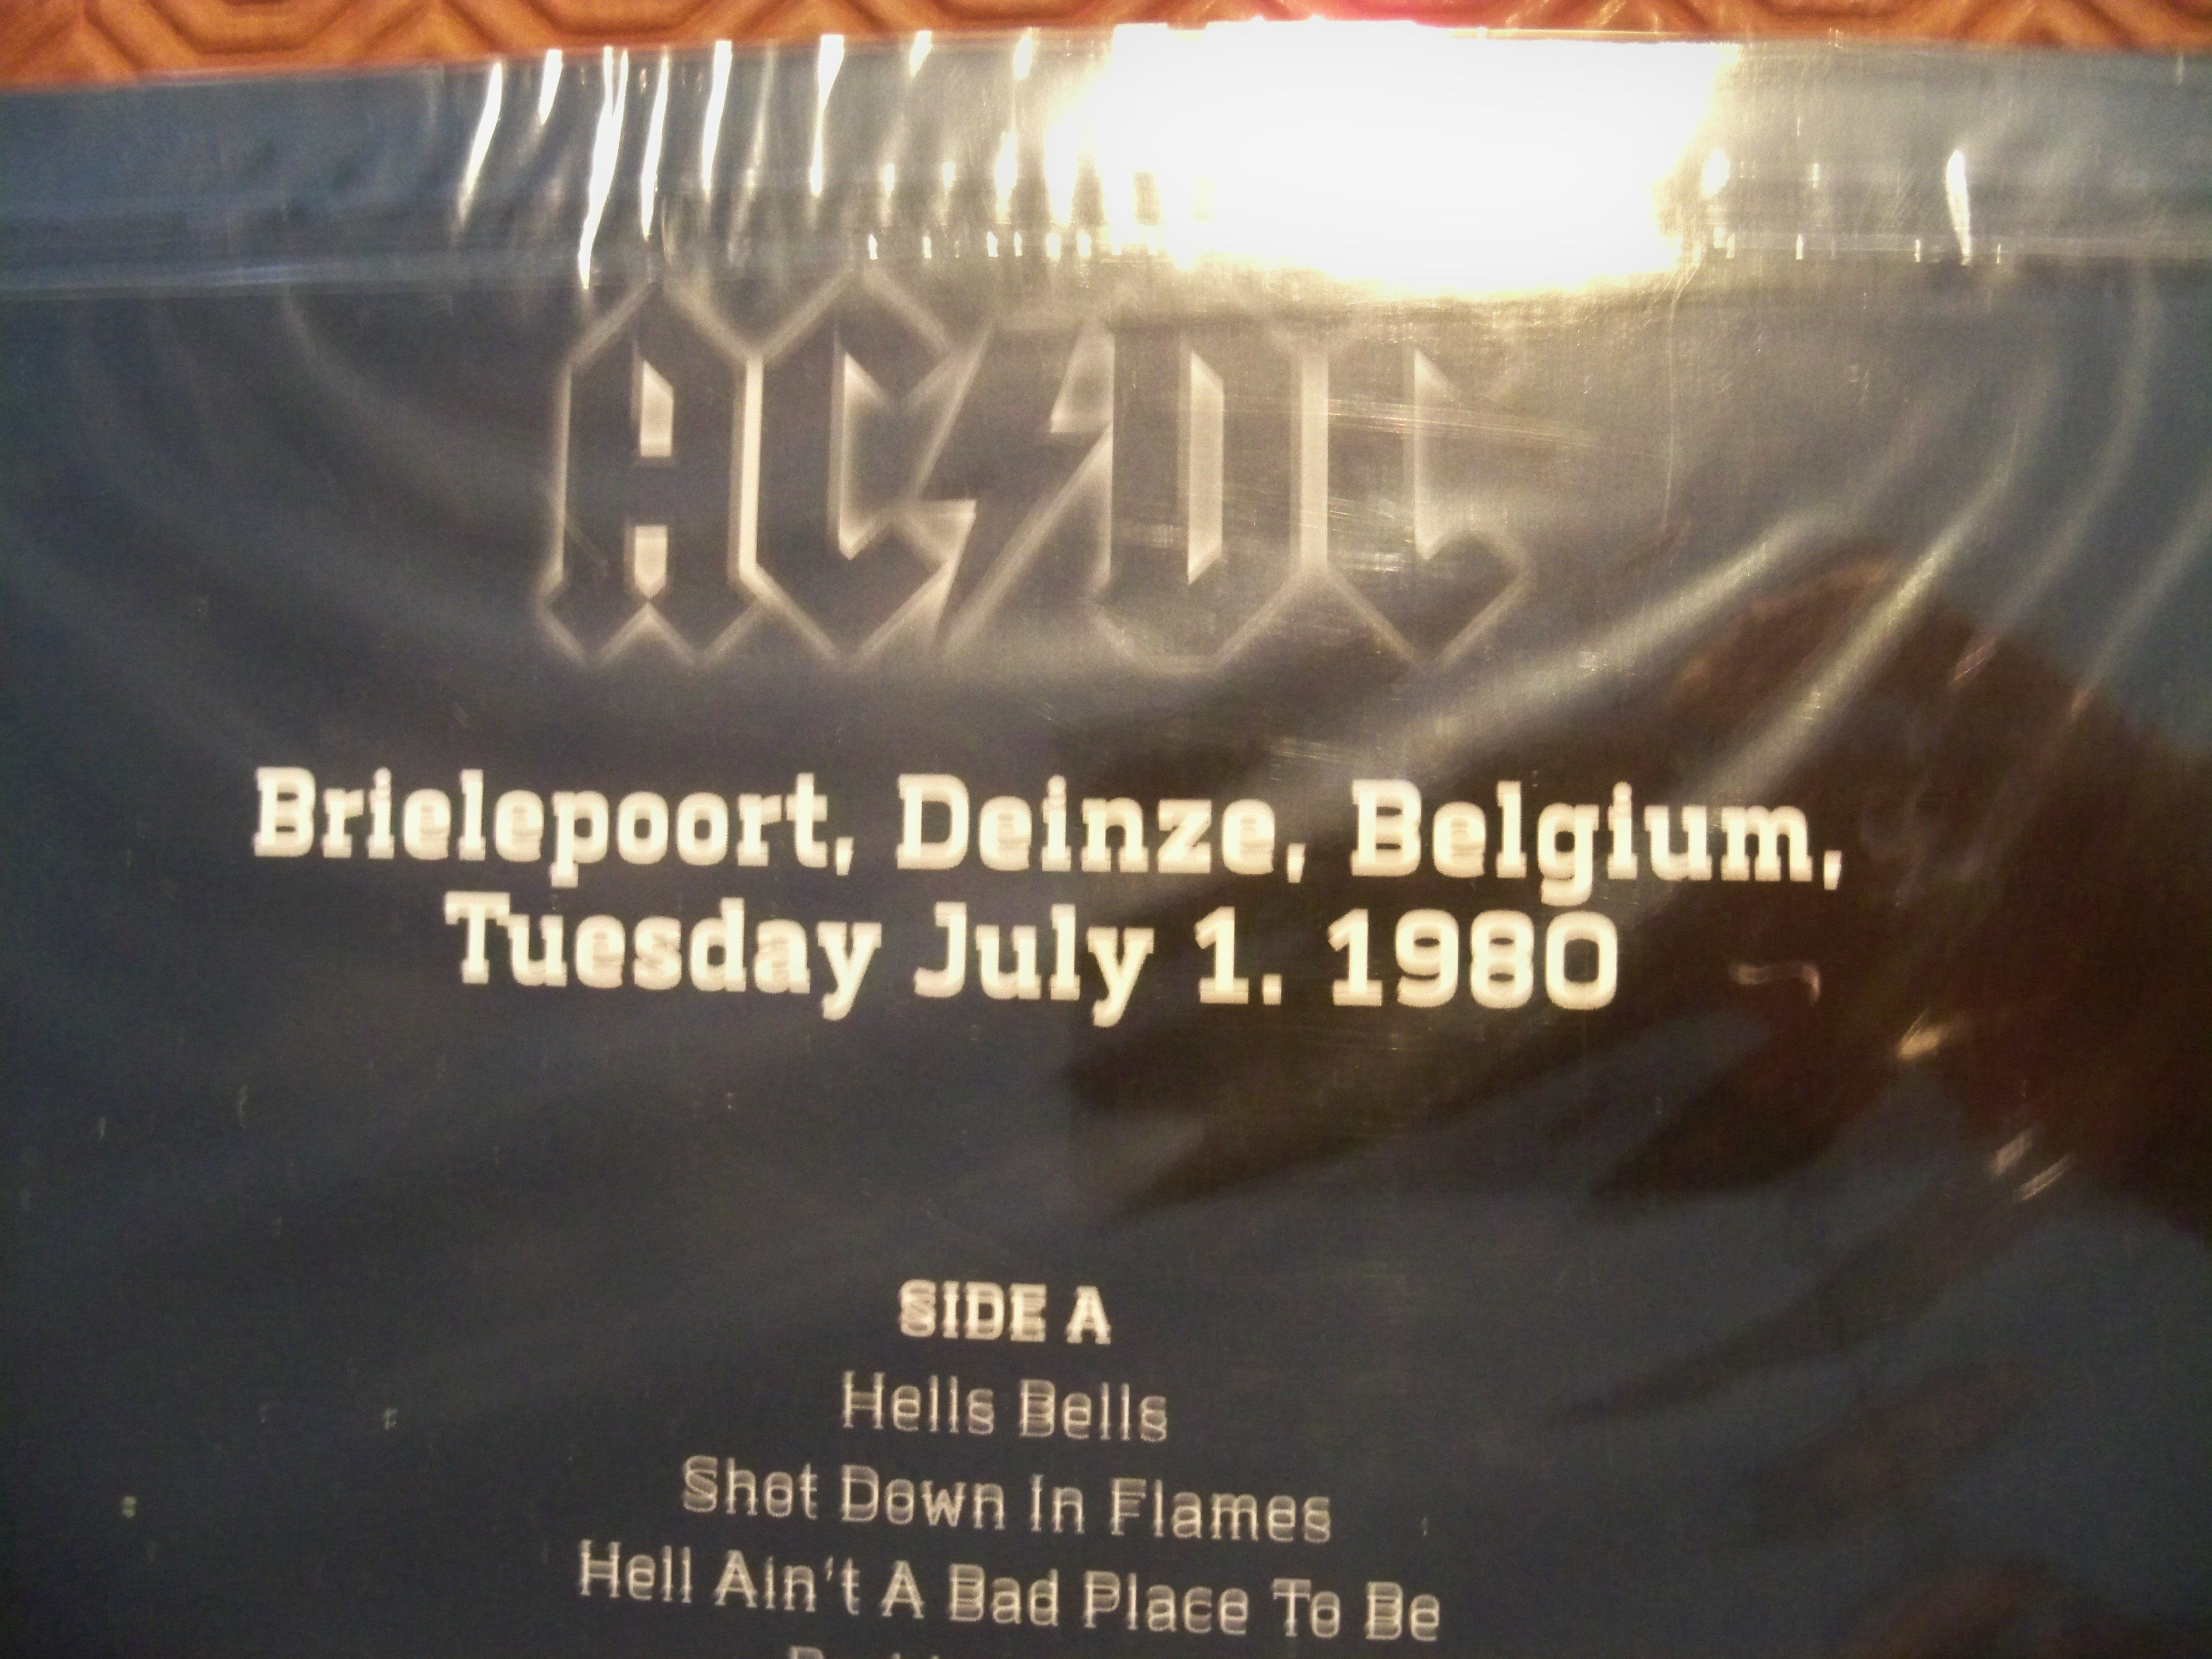 AC/DC
Brielepoort, Deinze, Belgium,
Tuesday July 1. 1980
SIDE A
Hells Bells
Shot Down In Flames
Hell Ain't A Bad Place To Be